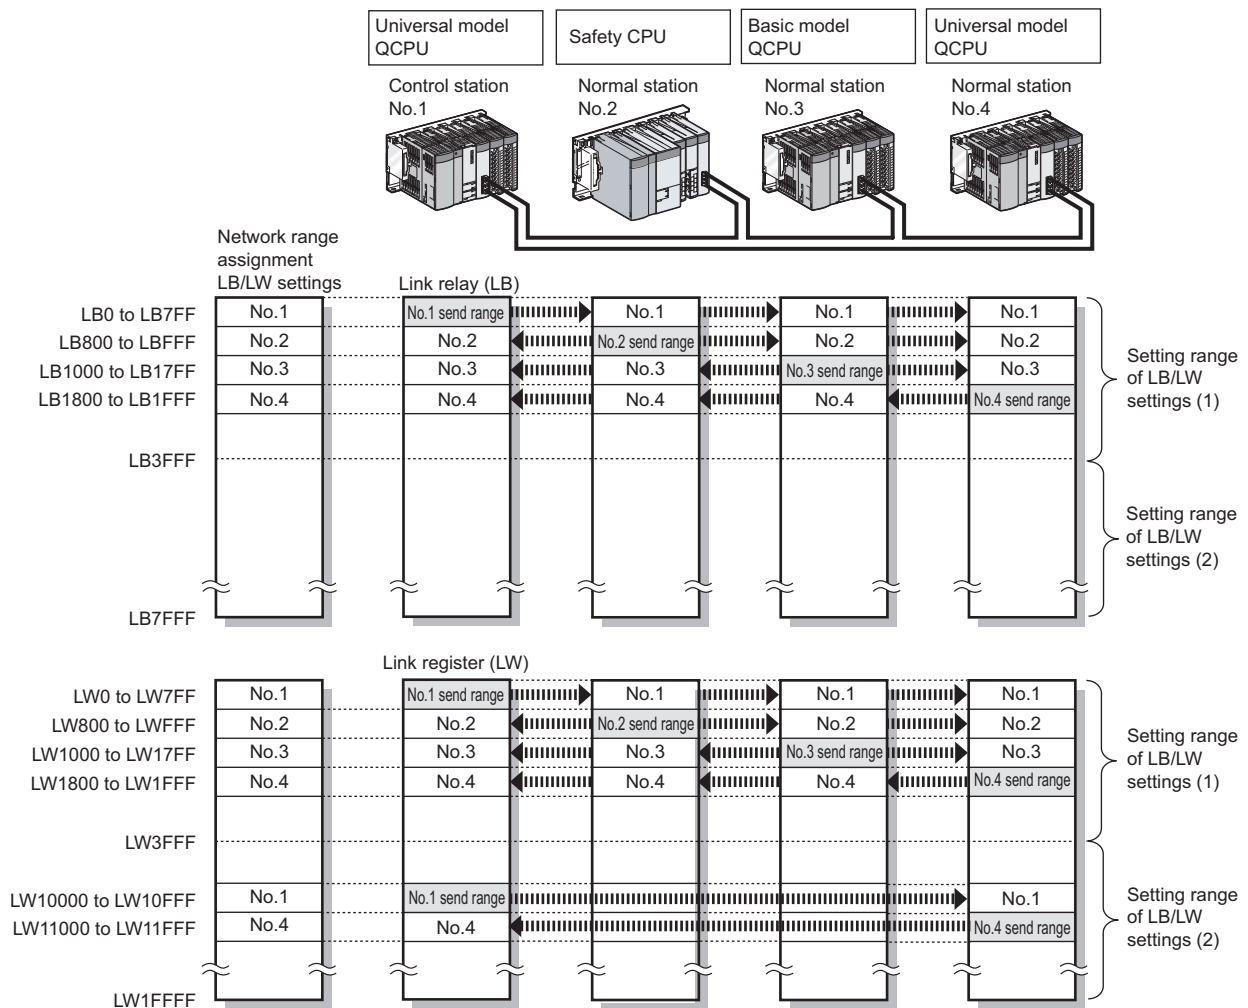 Universal model
QCPU
Safety CPU
Basic model
QCPU
Universal model
QCPU
Control station
No.1
Normal station
No.2
Normal station
No.3
Normal station
No.4
Network range
assignment
LB/LW settings
Link relay (LB)
LB0 to LB7FF No.1 No.1 send range No.1 No.1 No.1
LB800 to LBFFF No.2 No.2 No.2 send range No.2 No.2
LB1000 to LB17FF No.3 No.3 No.3 No.3 send range No.3
LB1800 to LB1FFF No.4 No.4 No.4 No.4 No.4 send range
Setting range
of LB/LW
settings (1)
LB3FFF
Setting range
of LB/LW
settings (2)
LB7FFF
Link register (LW)
LW0 to LW7FF No.1 No.1 send range No.1 No.1 No.1
LW800 to LWFFF No.2 No.2 No.2 send range No.2 No.2
LW1000 to LW17FF No.3 No.3 No.3 No.3 send range No.3
LW1800 to LW1FFF No.4 No.4 No.4 No.4 No.4 send range
Setting range
of LB/LW
settings (1)
LW3FFF
LW10000 to LW10FFF No.1 No.1 send range No.1
LW11000 to LW11FFF No.4 No.4 No.4 send range
Setting range
of LB/LW
settings (2)
LW1FFFF